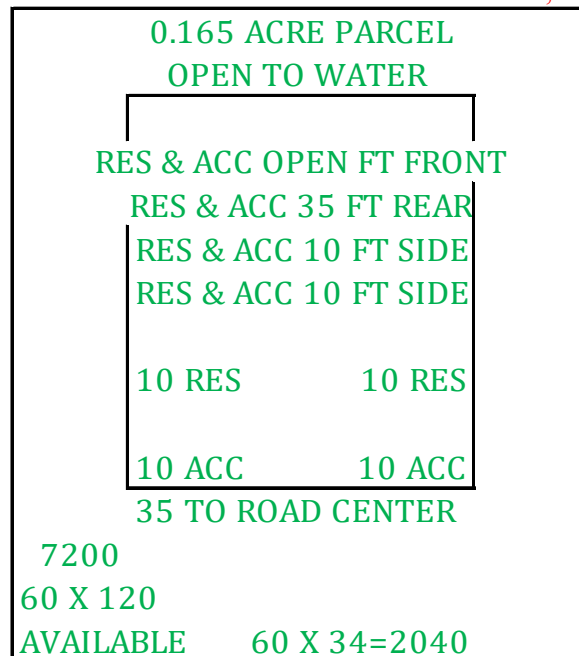 0.165 ACRE PARCEL
OPEN TO WATER
RES & ACC OPEN FT FRONT
RES & ACC 35 FT REAR
RES & ACC 10 FT SIDE
RES & ACC 10 FT SIDE
10 RES 10 RES
10 ACC 10 ACC
35 TO ROAD CENTER
7200
60 X 120
AVAILABLE 60 X 34=2040